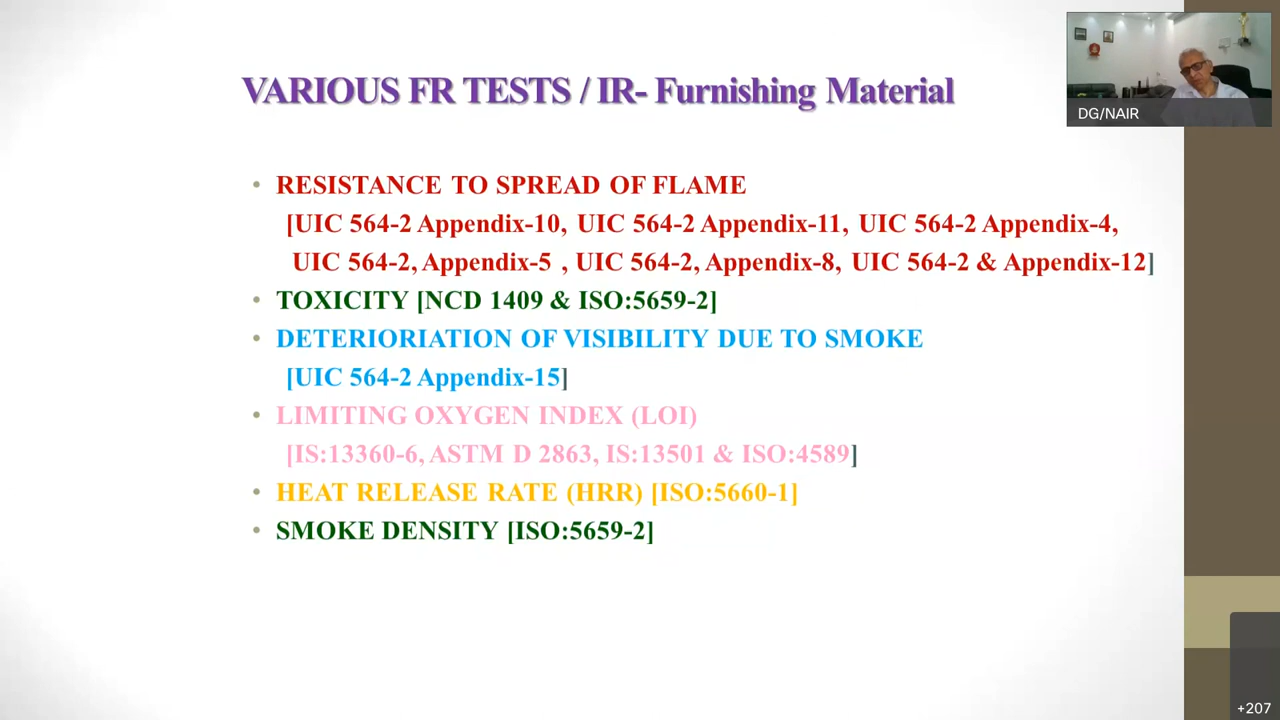 VARIOUS FR TESTS / IR- Furnishing Material
DG/NAIR
• RESISTANCE TO SPREAD OF FLAME
[UIC 564-2 Appendix-10, UIC 564-2 Appendix-11, UIC 564-2 Appendix-4,
UIC 564-2, Appendix-5 , UIC 564-2, Appendix-8, UIC 564-2 & Appendix-12]
• TOXICITY [NCD 1409 & ISO:5659-2]
• DETERIORIATION OF VISIBILITY DUE TO SMOKE
[UIC 564-2 Appendix-15]
• LIMITING OXYGEN INDEX (LOI)
[IS:13360-6, ASTM D 2863, IS:13501 & ISO:4589]
• HEAT RELEASE RATE (HRR) [ISO:5660-1]
• SMOKE DENSITY [ISO:5659-2]
+207